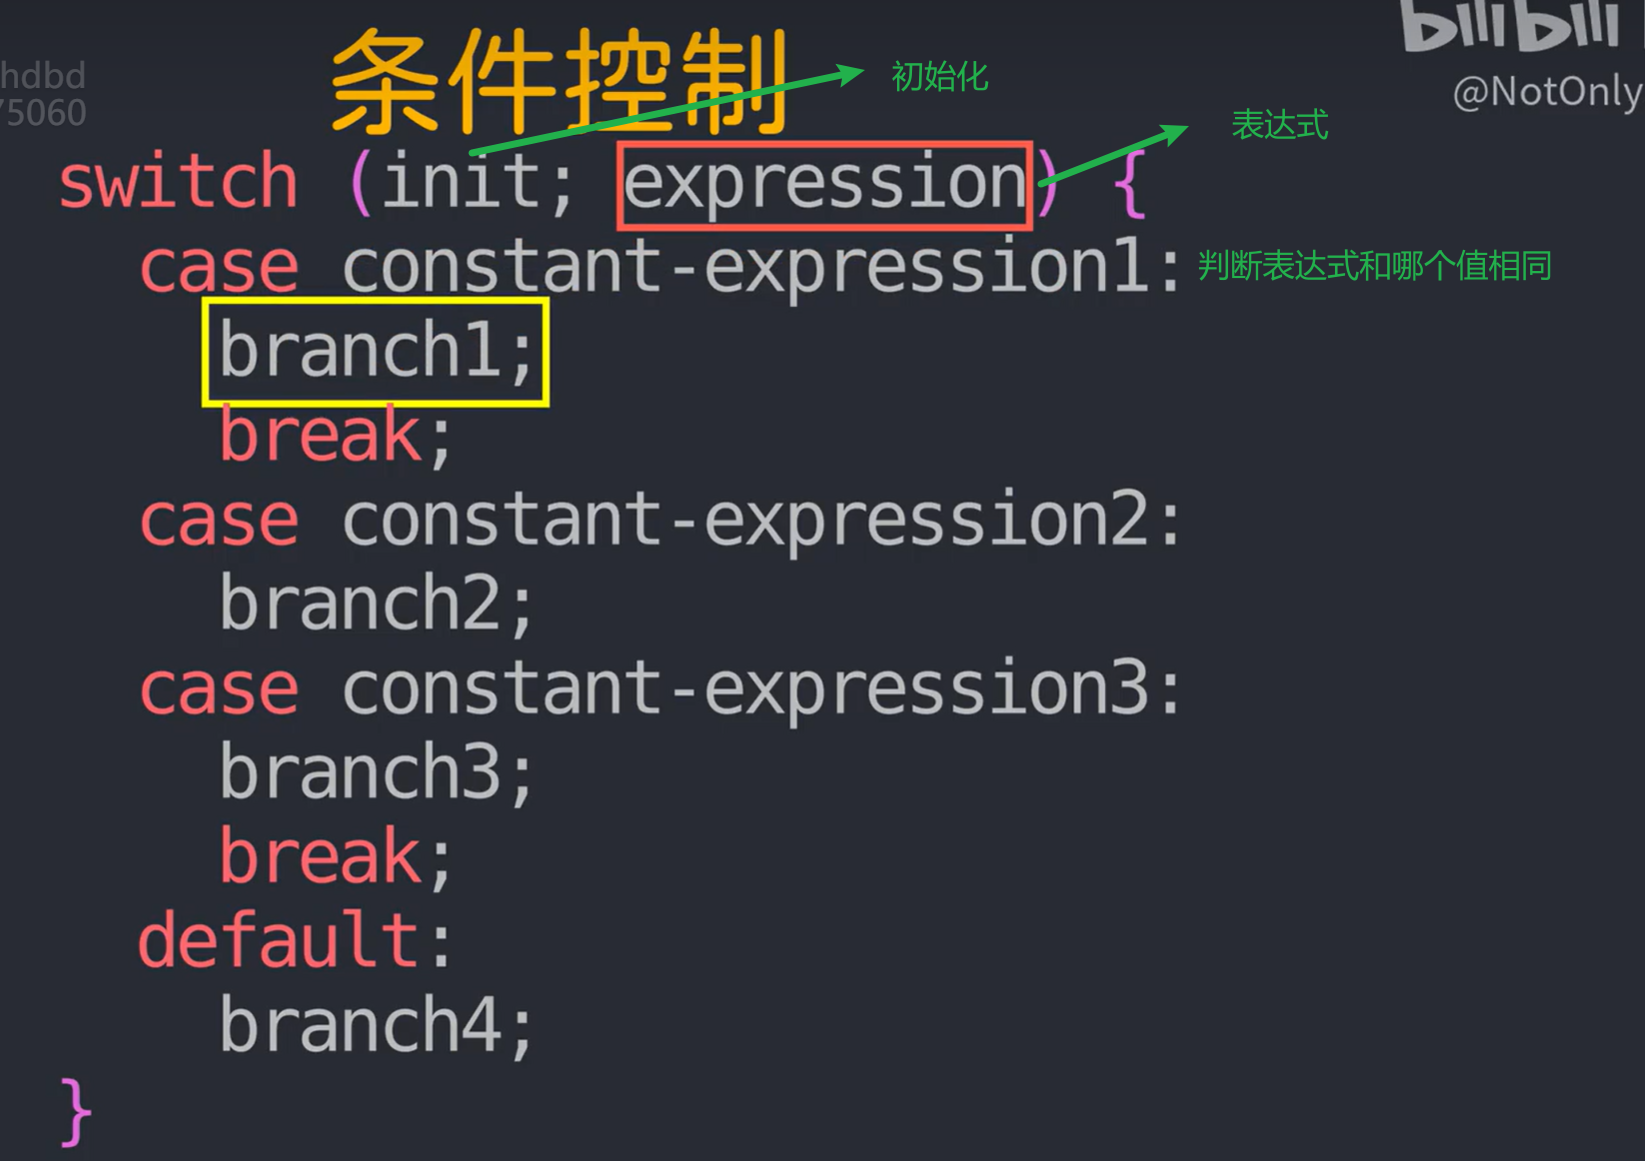 bilibili
条件控制
初始化
hdbd
@NotOnly
5060
表达式
switch (init; expression) {
case constant-expression1: 判断表达式和哪个值相同
branch1;
break;
case constant-expression2:
branch2;
case constant-expression3:
branch3;
break;
default:
branch4;
}